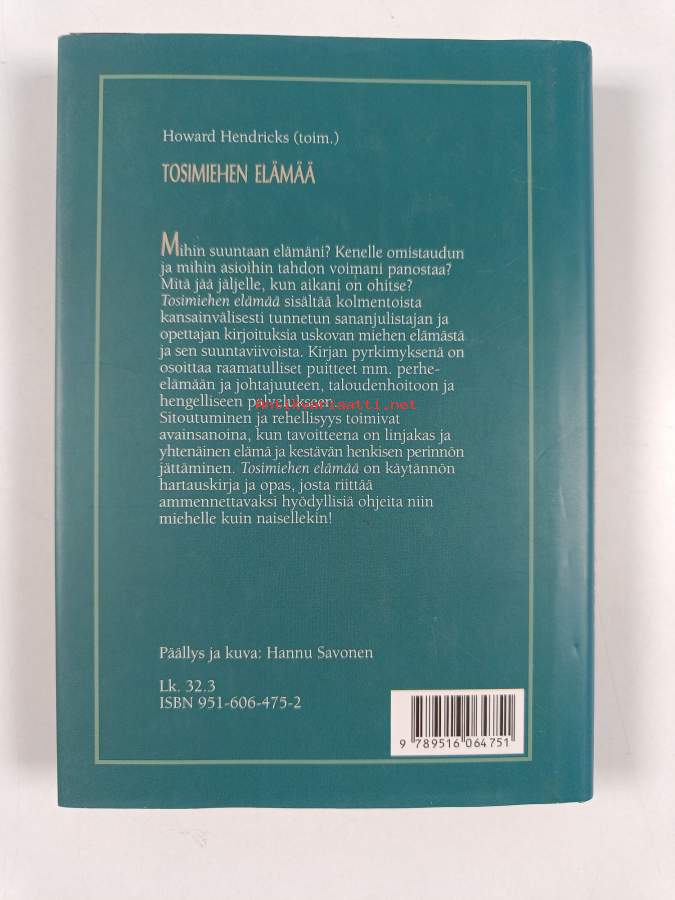 Howard Hendricks (toim.)
TOSIMIEHEN ELÄMÄÄ
Mihin suuntaan elämäni? Kenelle omistaudun
ja mihin asioihin tahdon voimani panostaa?
Mitä jää jäljelle, kun aikani on ohitse?
Tosimiehen elämää sisältää kolmentoista
kansainvälisesti tunnetun sananjulistajan ja
opettajan kirjoituksia uskovan miehen elämästä
ja sen suuntaviivoista. Kirjan pyrkimyksenä on
osoittaa raamatulliset puitteet mm. perhe-
elämään ja johtajuuteen, taloudenhoitoon ja
hengelliseen palvelukseen.
Antikvariaatti.net
Sitoutuminen ja rehellisyys toimivat
avainsanoina, kun tavoitteena on linjakas ja
yhtenäinen elämä ja kestävän henkisen perinnön
jättäminen. Tosimiehen elämää on käytännön
hartauskirja ja opas, josta riittää
ammennettavaksi hyödyllisiä ohjeita niin
miehelle kuin naisellekin!
Päällys ja kuva: Hannu Savonen
Lk. 32.3
ISBN 951-606-475-2
9 789516 064751